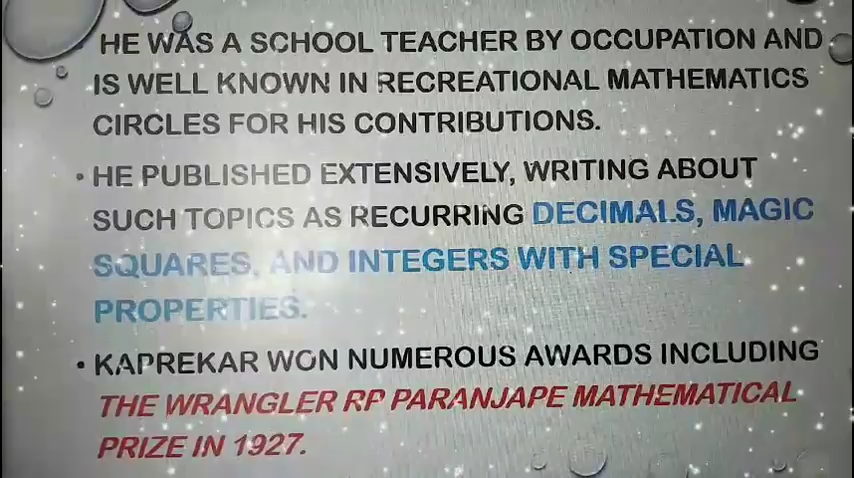 HE WAS A SCHOOL TEACHER BY OCCUPATION AND
IS WELL KNOWN IN RECREATIONAL MATHEMATICS
CIRCLES FOR HIS CONTRIBUTIONS.
• HE PUBLISHED EXTENSIVELY, WRITING ABOUT
SUCH TOPICS AS RECURRING DECIMALS, MAGIC
SQUARES, AND INTEGERS WITH SPECIAL
PROPERTIES.
• KAPREKAR WON NUMEROUS AWARDS INCLUDING
THE WRANGLER RP PARANJAPE MATHEMATICAL
PRIZE IN 1927.